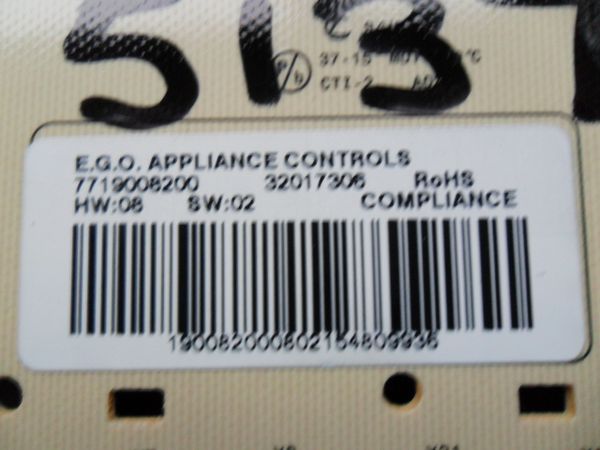 5137
37-15
CTI-2
E.G.O. APPLIANCE CONTROLS
7719008200 32017306 RoHS
HW:08 SW:02 COMPLIANCE
190082000802154809936